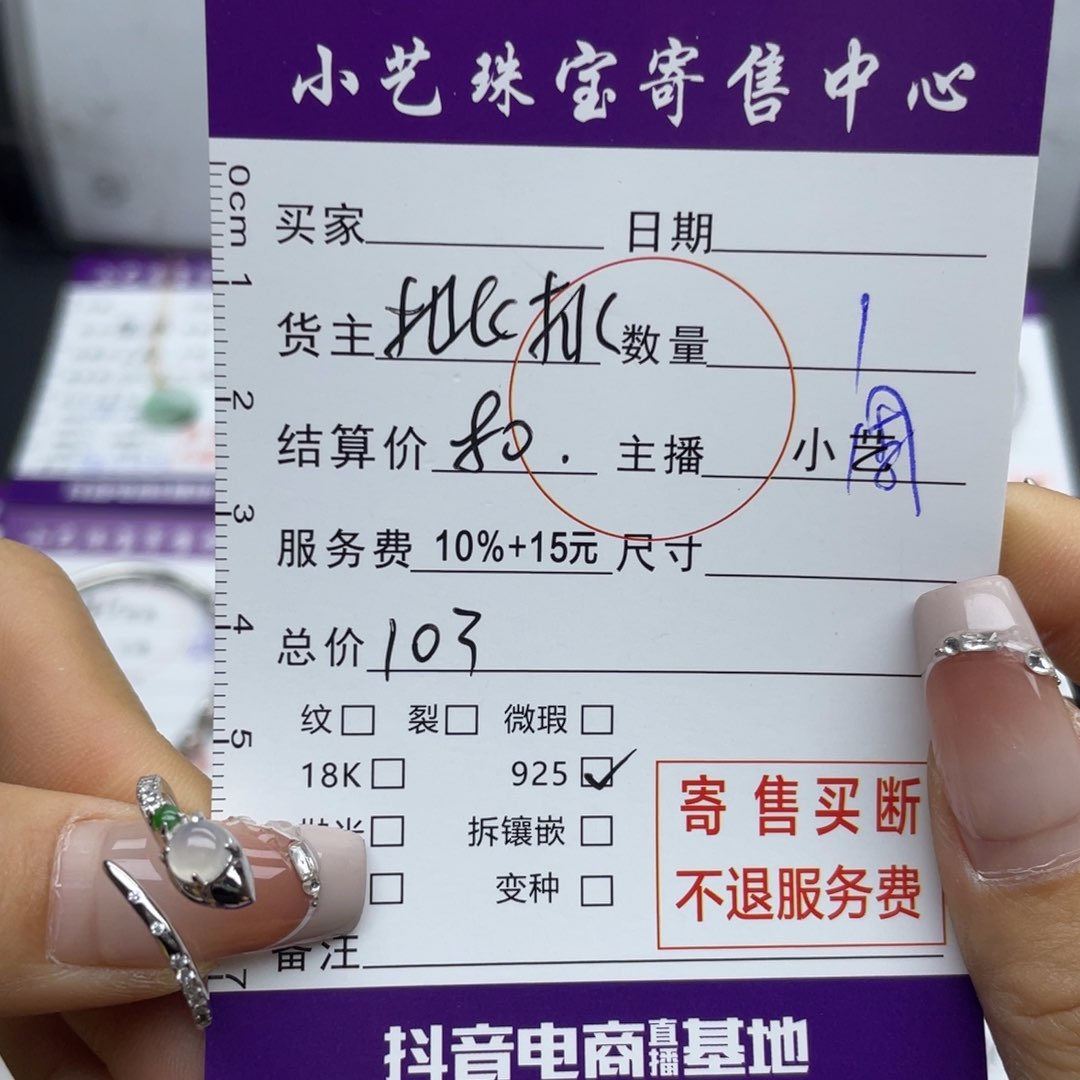 小艺珠宝寄售中心
0cm 1 2 3 4 5 7
买家 日期
货主 批批 数量 1
结算价 80. 主播 小艺
服务费 10%+15元 尺寸
总价 103
纹 裂 微瑕
18K 925
拆镶嵌
变种
寄售买断
不退服务费
备注
抖音电商直播基地